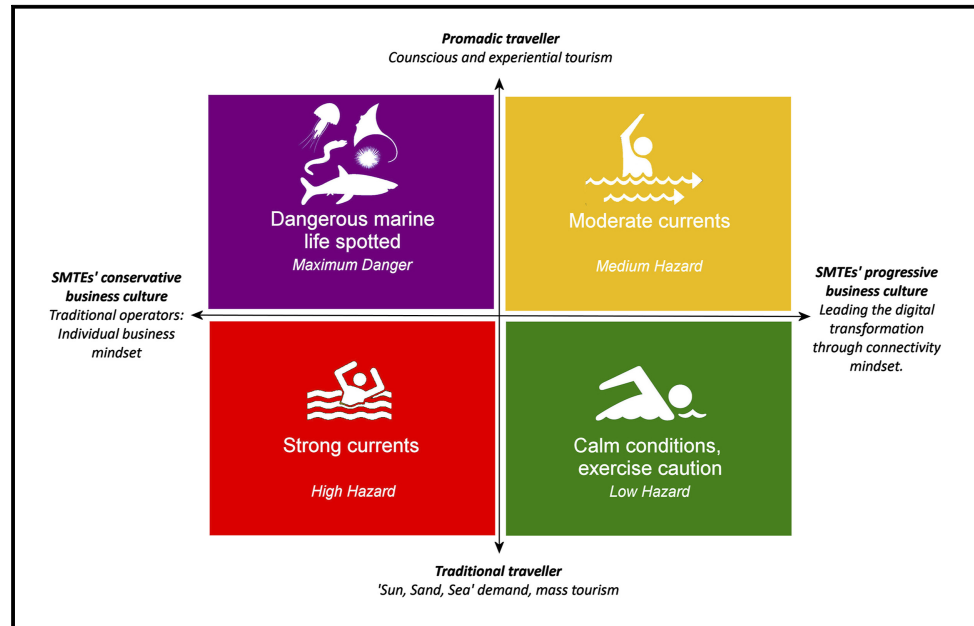 Promadic traveller
Counscious and experiential tourism
Dangerous marine
life spotted
Maximum Danger
Moderate currents
Medium Hazard
SMTEs' conservative
business culture
Traditional operators:
Individual business
mindset
SMTEs' progressive
business culture
Leading the digital
transformation
through connectivity
mindset.
Strong currents
High Hazard
Calm conditions,
exercise caution
Low Hazard
Traditional traveller
'Sun, Sand, Sea' demand, mass tourism